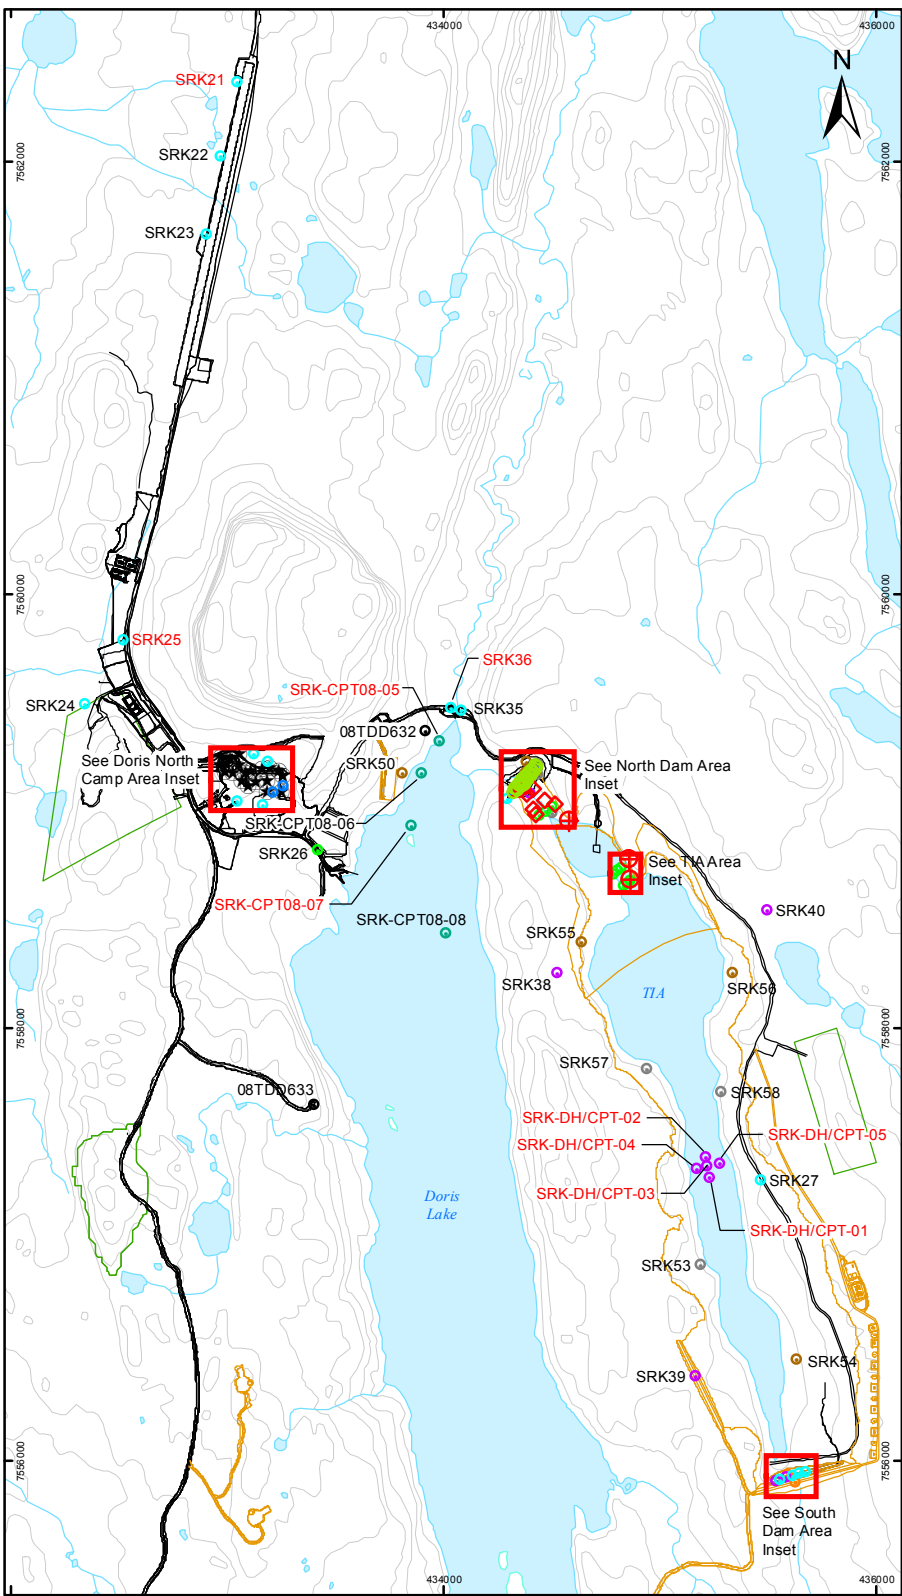 434000
436000
N
SRK21
SRK22
7562000
7562000
SRK23
7560000
7560000
SRK25
SRK36
SRK-CPT08-05
SRK24
SRK35
08TDD632
See Doris North
Camp Area Inset
SRK50
See North Dam Area
Inset
SRK-CPT08-06
SRK26
See TIA Area
Inset
SRK-CPT08-07
SRK-CPT08-08
SRK40
SRK55
SRK38
SRK56
TIA
7558000
7558000
SRK57
SRK58
08TDD633
SRK-DH/CPT-02
SRK-DH/CPT-05
SRK-DH/CPT-04
SRK-DH/CPT-03
SRK27
Doris
Lake
SRK-DH/CPT-01
SRK53
SRK54
SRK39
7556000
7556000
See South
Dam Area
Inset
434000
436000